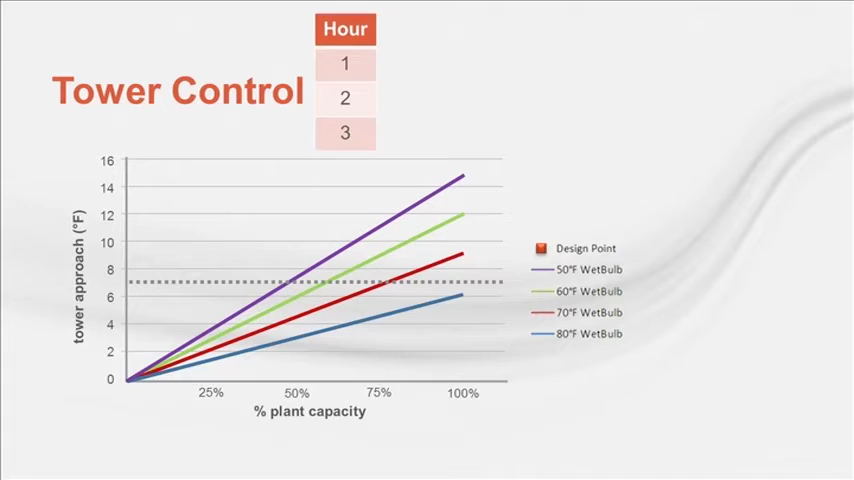 Hour
1
2
3
Tower Control
16
14
12
10
8
6
4
2
0
tower approach (°F)
25%
50%
75%
100%
% plant capacity
Design Point
50°F WetBulb
60°F WetBulb
70°F WetBulb
80°F WetBulb